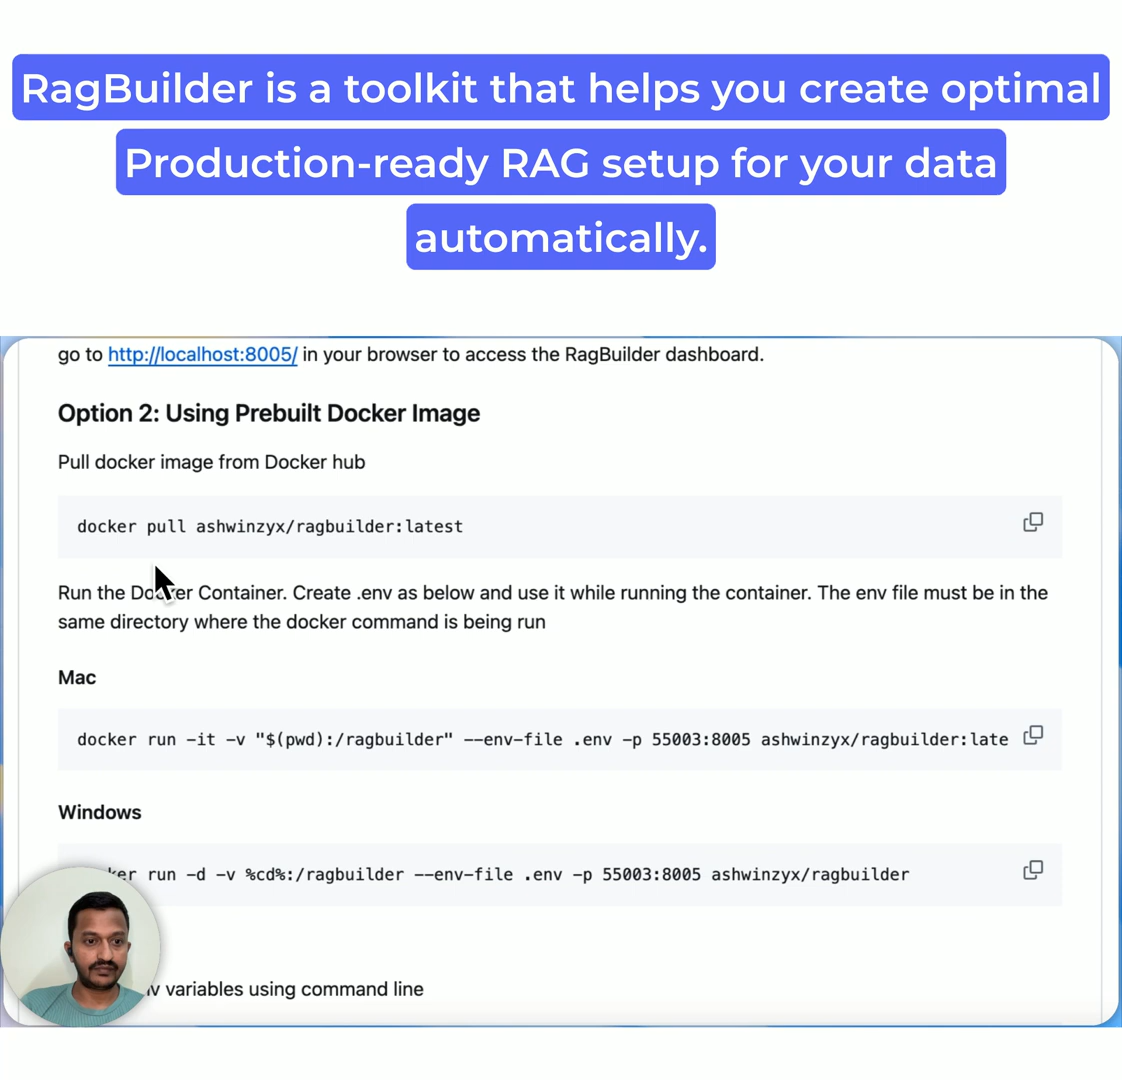 RagBuilder is a toolkit that helps you create optimal
Production-ready RAG setup for your data
automatically.
go to http://localhost:8005/ in your browser to access the RagBuilder dashboard.
Option 2: Using Prebuilt Docker Image
Pull docker image from Docker hub
docker pull ashwinzyx/ragbuilder:latest
Run the Docker Container. Create .env as below and use it while running the container. The env file must be in the
same directory where the docker command is being run
Mac
docker run -it -v "$(pwd):/ragbuilder" --env-file .env -p 55003:8005 ashwinzyx/ragbuilder:late
Windows
run -d -v %cd%:/ragbuilder --env-file .env -p 55003:8005 ashwinzyx/ragbuilder
variables using command line